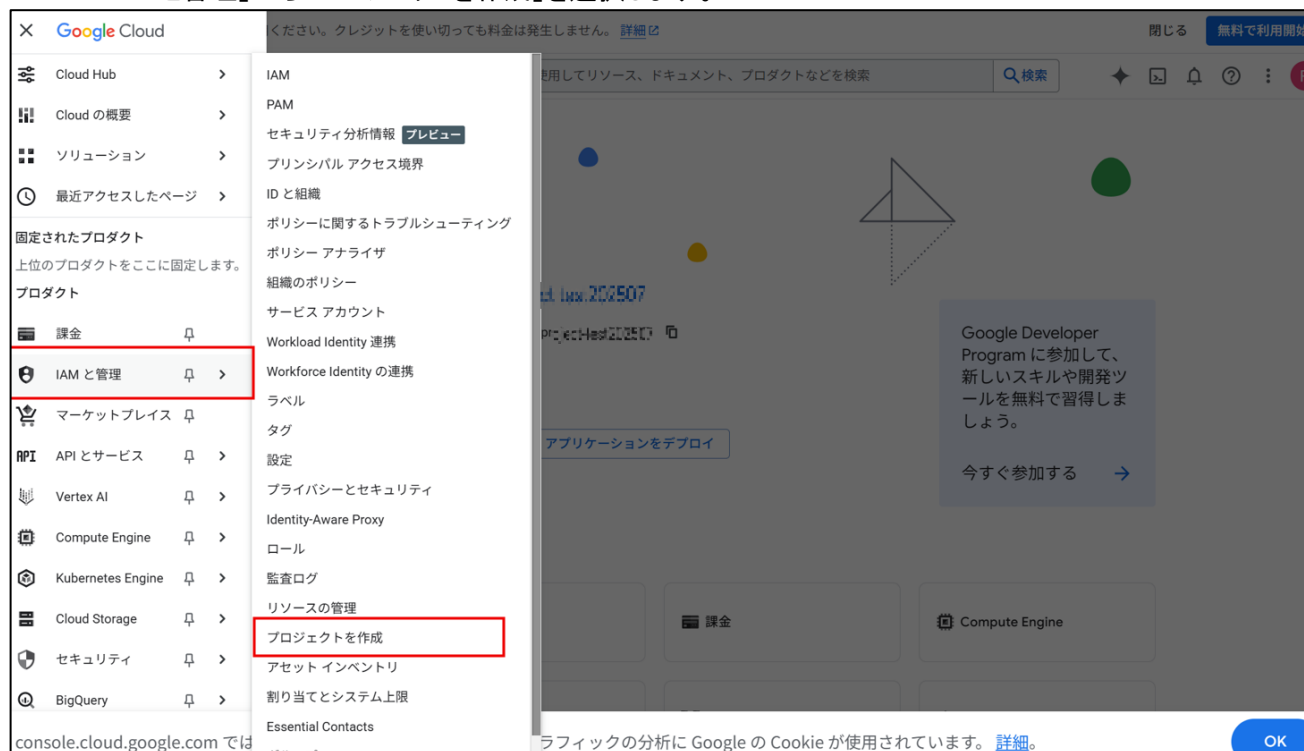 Google Cloud
ください。クレジットを使い切っても料金は発生しません。 詳細
閉じる
無料で利用開始
Cloud Hub
Cloud の概要
ソリューション
最近アクセスしたページ
固定されたプロダクト
上位のプロダクトをここに固定します。
プロダクト
課金
IAM と管理
マーケットプレイス
API API とサービス
Vertex AI
Compute Engine
Kubernetes Engine
Cloud Storage
セキュリティ
BigQuery
IAM
PAM
セキュリティ分析情報 プレビュー
プリンシパル アクセス境界
ID と組織
ポリシーに関するトラブルシューティング
ポリシー アナライザ
組織のポリシー
サービス アカウント
Workload Identity 連携
Workforce Identity の連携
ラベル
タグ
設定
プライバシーとセキュリティ
Identity-Aware Proxy
ロール
監査ログ
リソースの管理
プロジェクトを作成
アセット インベントリ
割り当てとシステム上限
Essential Contacts
使用してリソース、ドキュメント、プロダクトなどを検索
検索
アプリケーションをデプロイ
Google Developer
Program に参加して、
新しいスキルや開発ツ
ールを無料で習得しま
しょう。
今すぐ参加する
課金
Compute Engine
console.cloud.google.com では
ラフィックの分析に Google の Cookie が使用されています。 詳細。
OK